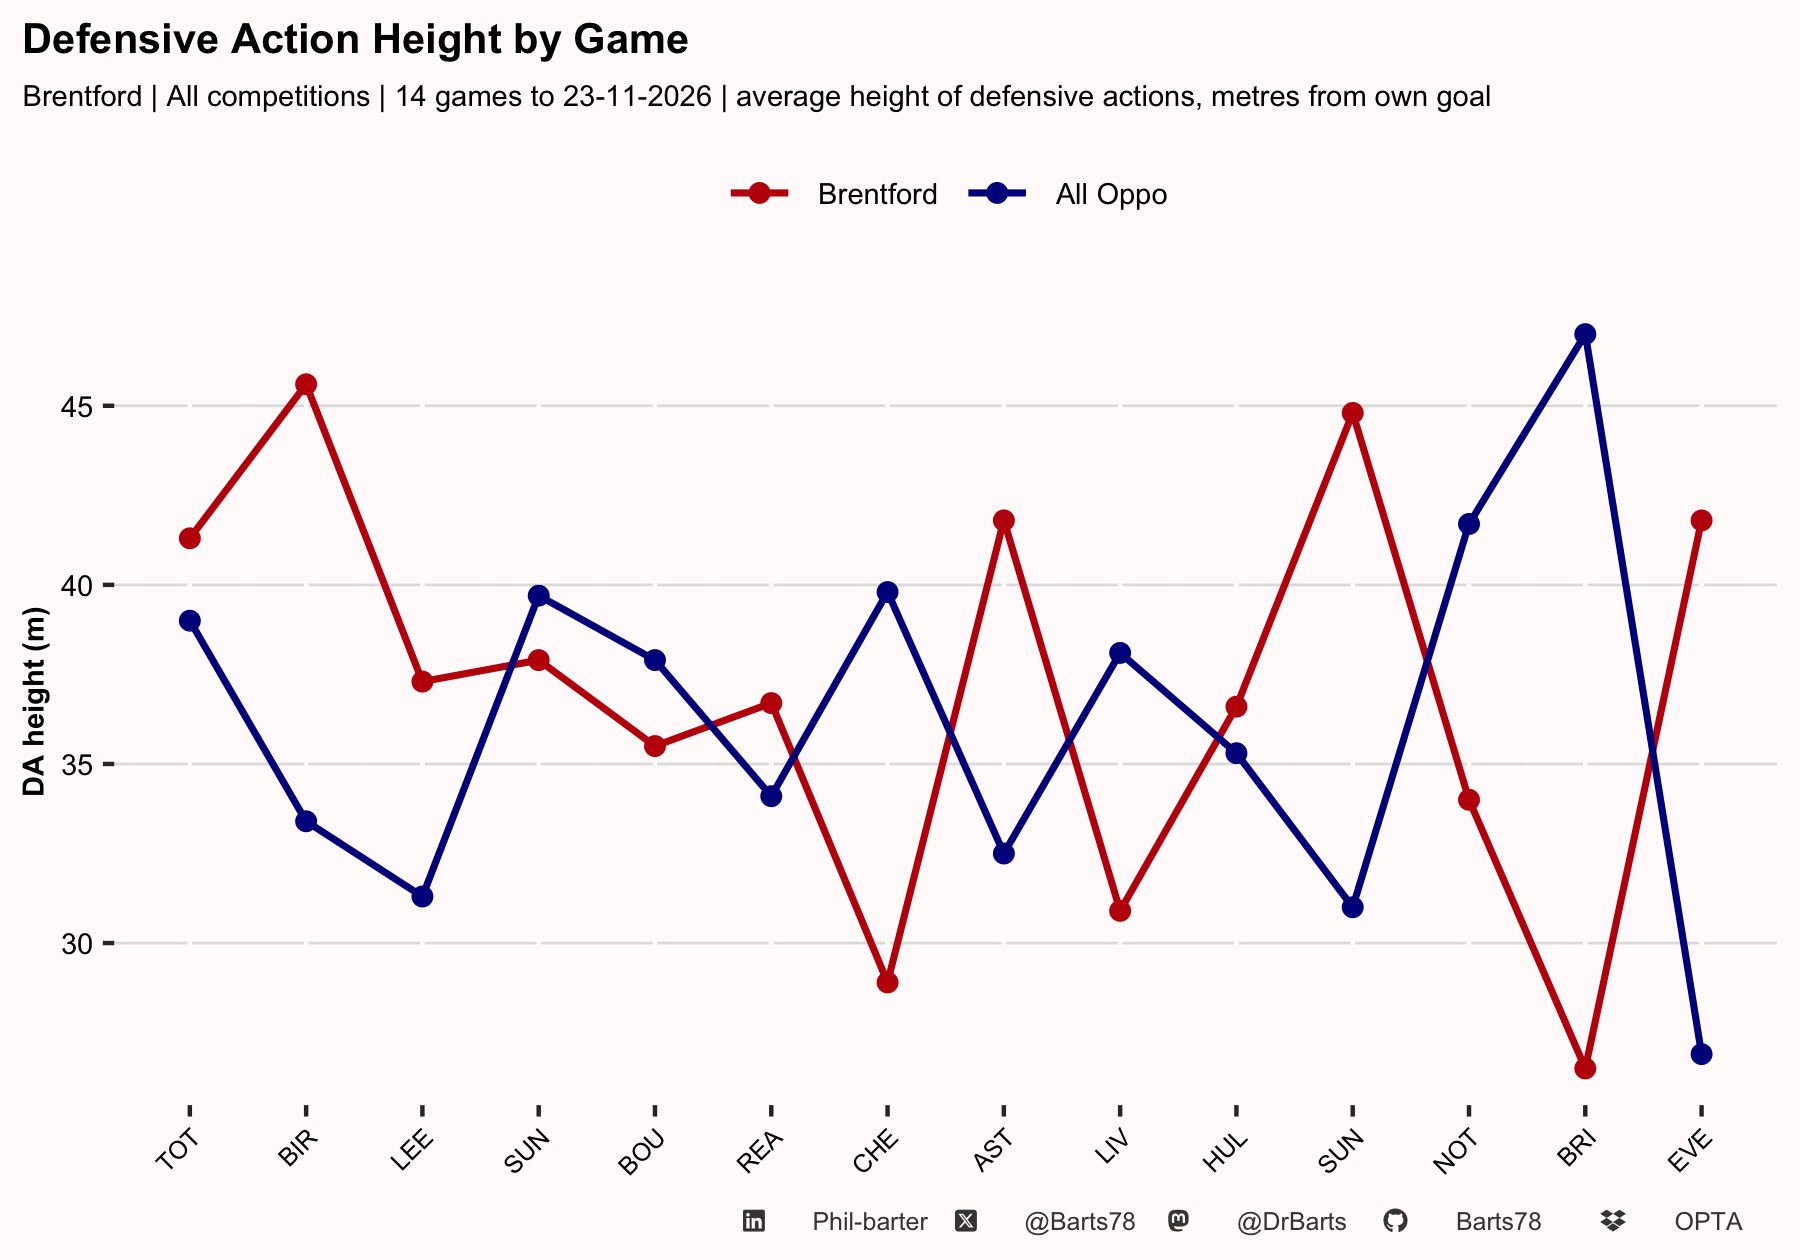 Defensive Action Height by Game
Brentford | All competitions | 14 games to 23-11-2026 | average height of defensive actions, metres from own goal
Brentford All Oppo
DA height (m)
45
40
35
30
TOT BIR LEE SUN BOU REA CHE AST LIV HUL SUN NOT BRI EVE
Phil-barter @Barts78 @DrBarts Barts78 OPTA